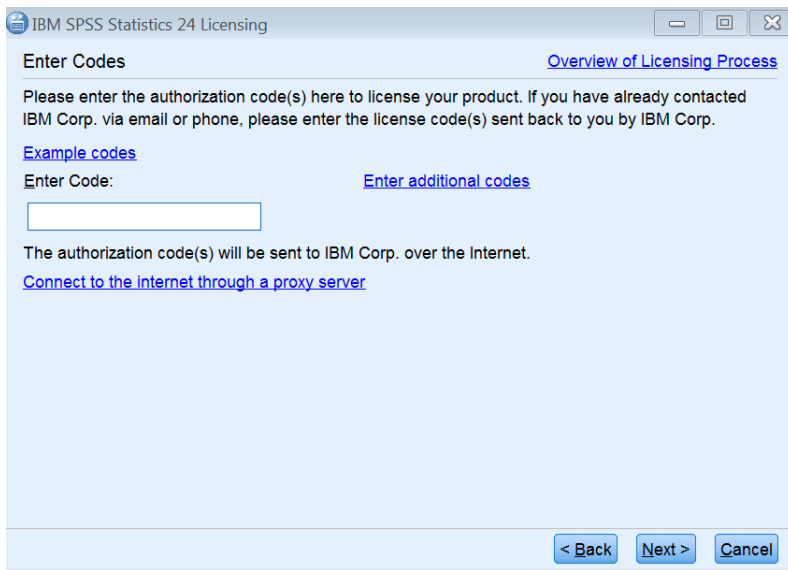 IBM SPSS Statistics 24 Licensing
Enter Codes
Overview of Licensing Process
Please enter the authorization code(s) here to license your product. If you have already contacted
IBM Corp. via email or phone, please enter the license code(s) sent back to you by IBM Corp.
Example codes
Enter Code:
Enter additional codes
The authorization code(s) will be sent to IBM Corp. over the Internet.
Connect to the internet through a proxy server
< Back
Next >
Cancel